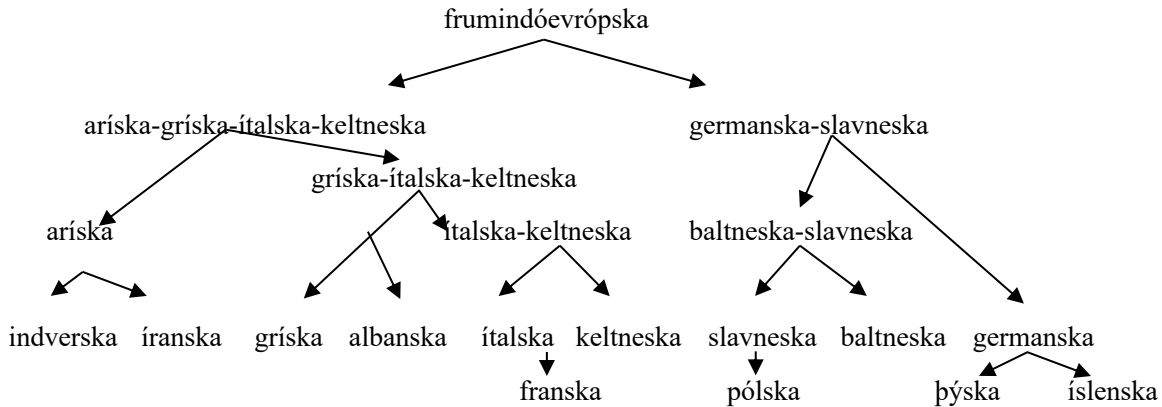 frumindóevrópska
aríska-gríska-ítalska-keltneska germanska-slavneska
gríska-ítalska-keltneska
aríska ítalska-keltneska baltneska-slavneska
indverska íranska gríska albanska ítalska keltneska slavneska baltneska germanska
franska pólska þýska íslenska